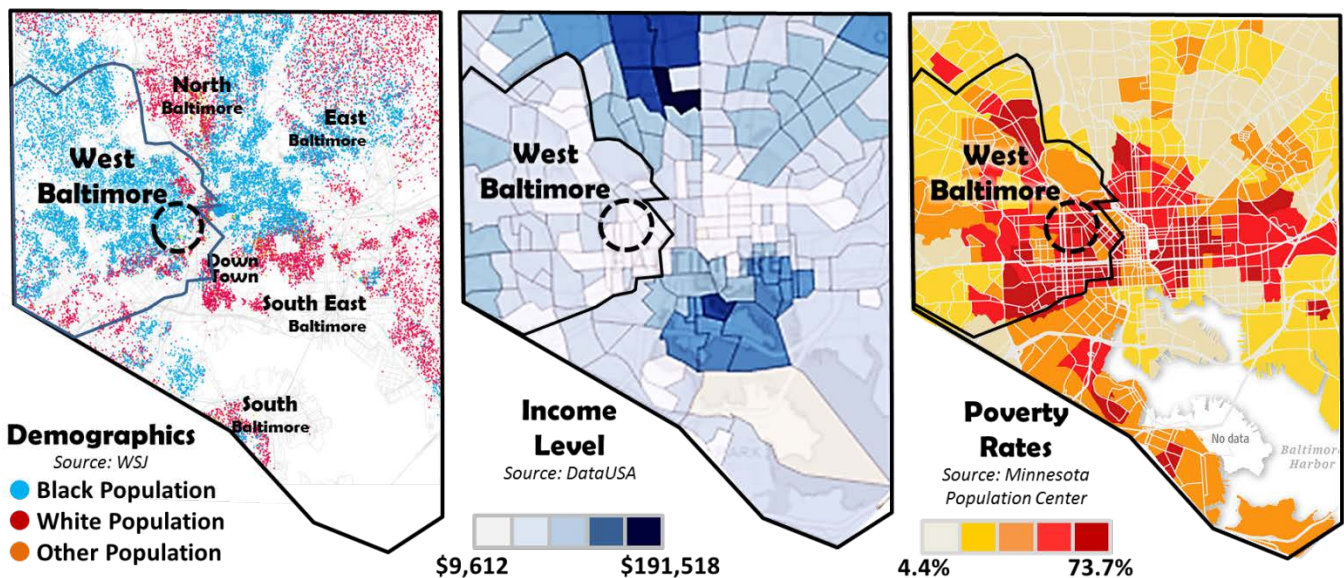 North
Baltimore
East
Baltimore
West
Baltimore
Down
Town
South East
Baltimore
South
Baltimore
Demographics
Source: WSJ
Black Population
White Population
Other Population
West
Baltimore
Income
Level
Source: DataUSA
$9,612
$191,518
West
Baltimore
Poverty
Rates
Source: Minnesota
Population Center
No data
Baltimore
Harbor
4.4%
73.7%